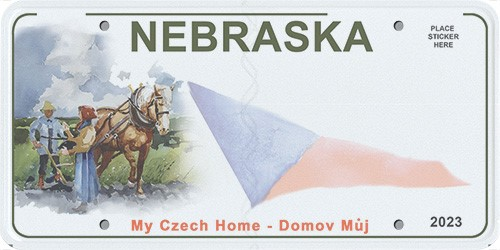 NEBRASKA
PLACE
STICKER
HERE
My Czech Home - Domov Můj
2023